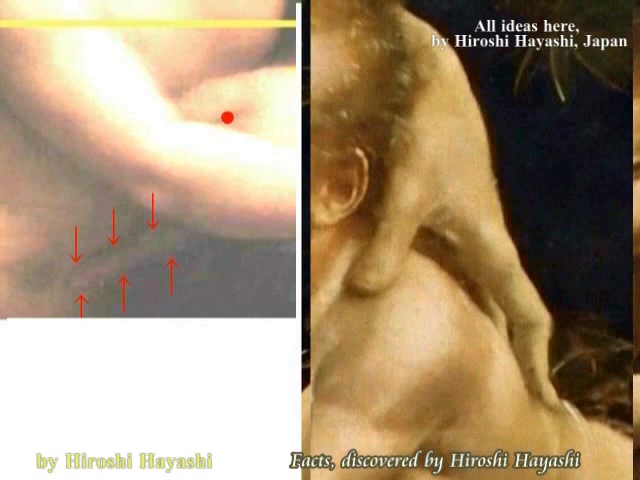 All ideas here,
by Hiroshi Hayashi, Japan
by Hiroshi Hayashi
Facts, discovered by Hiroshi Hayashi